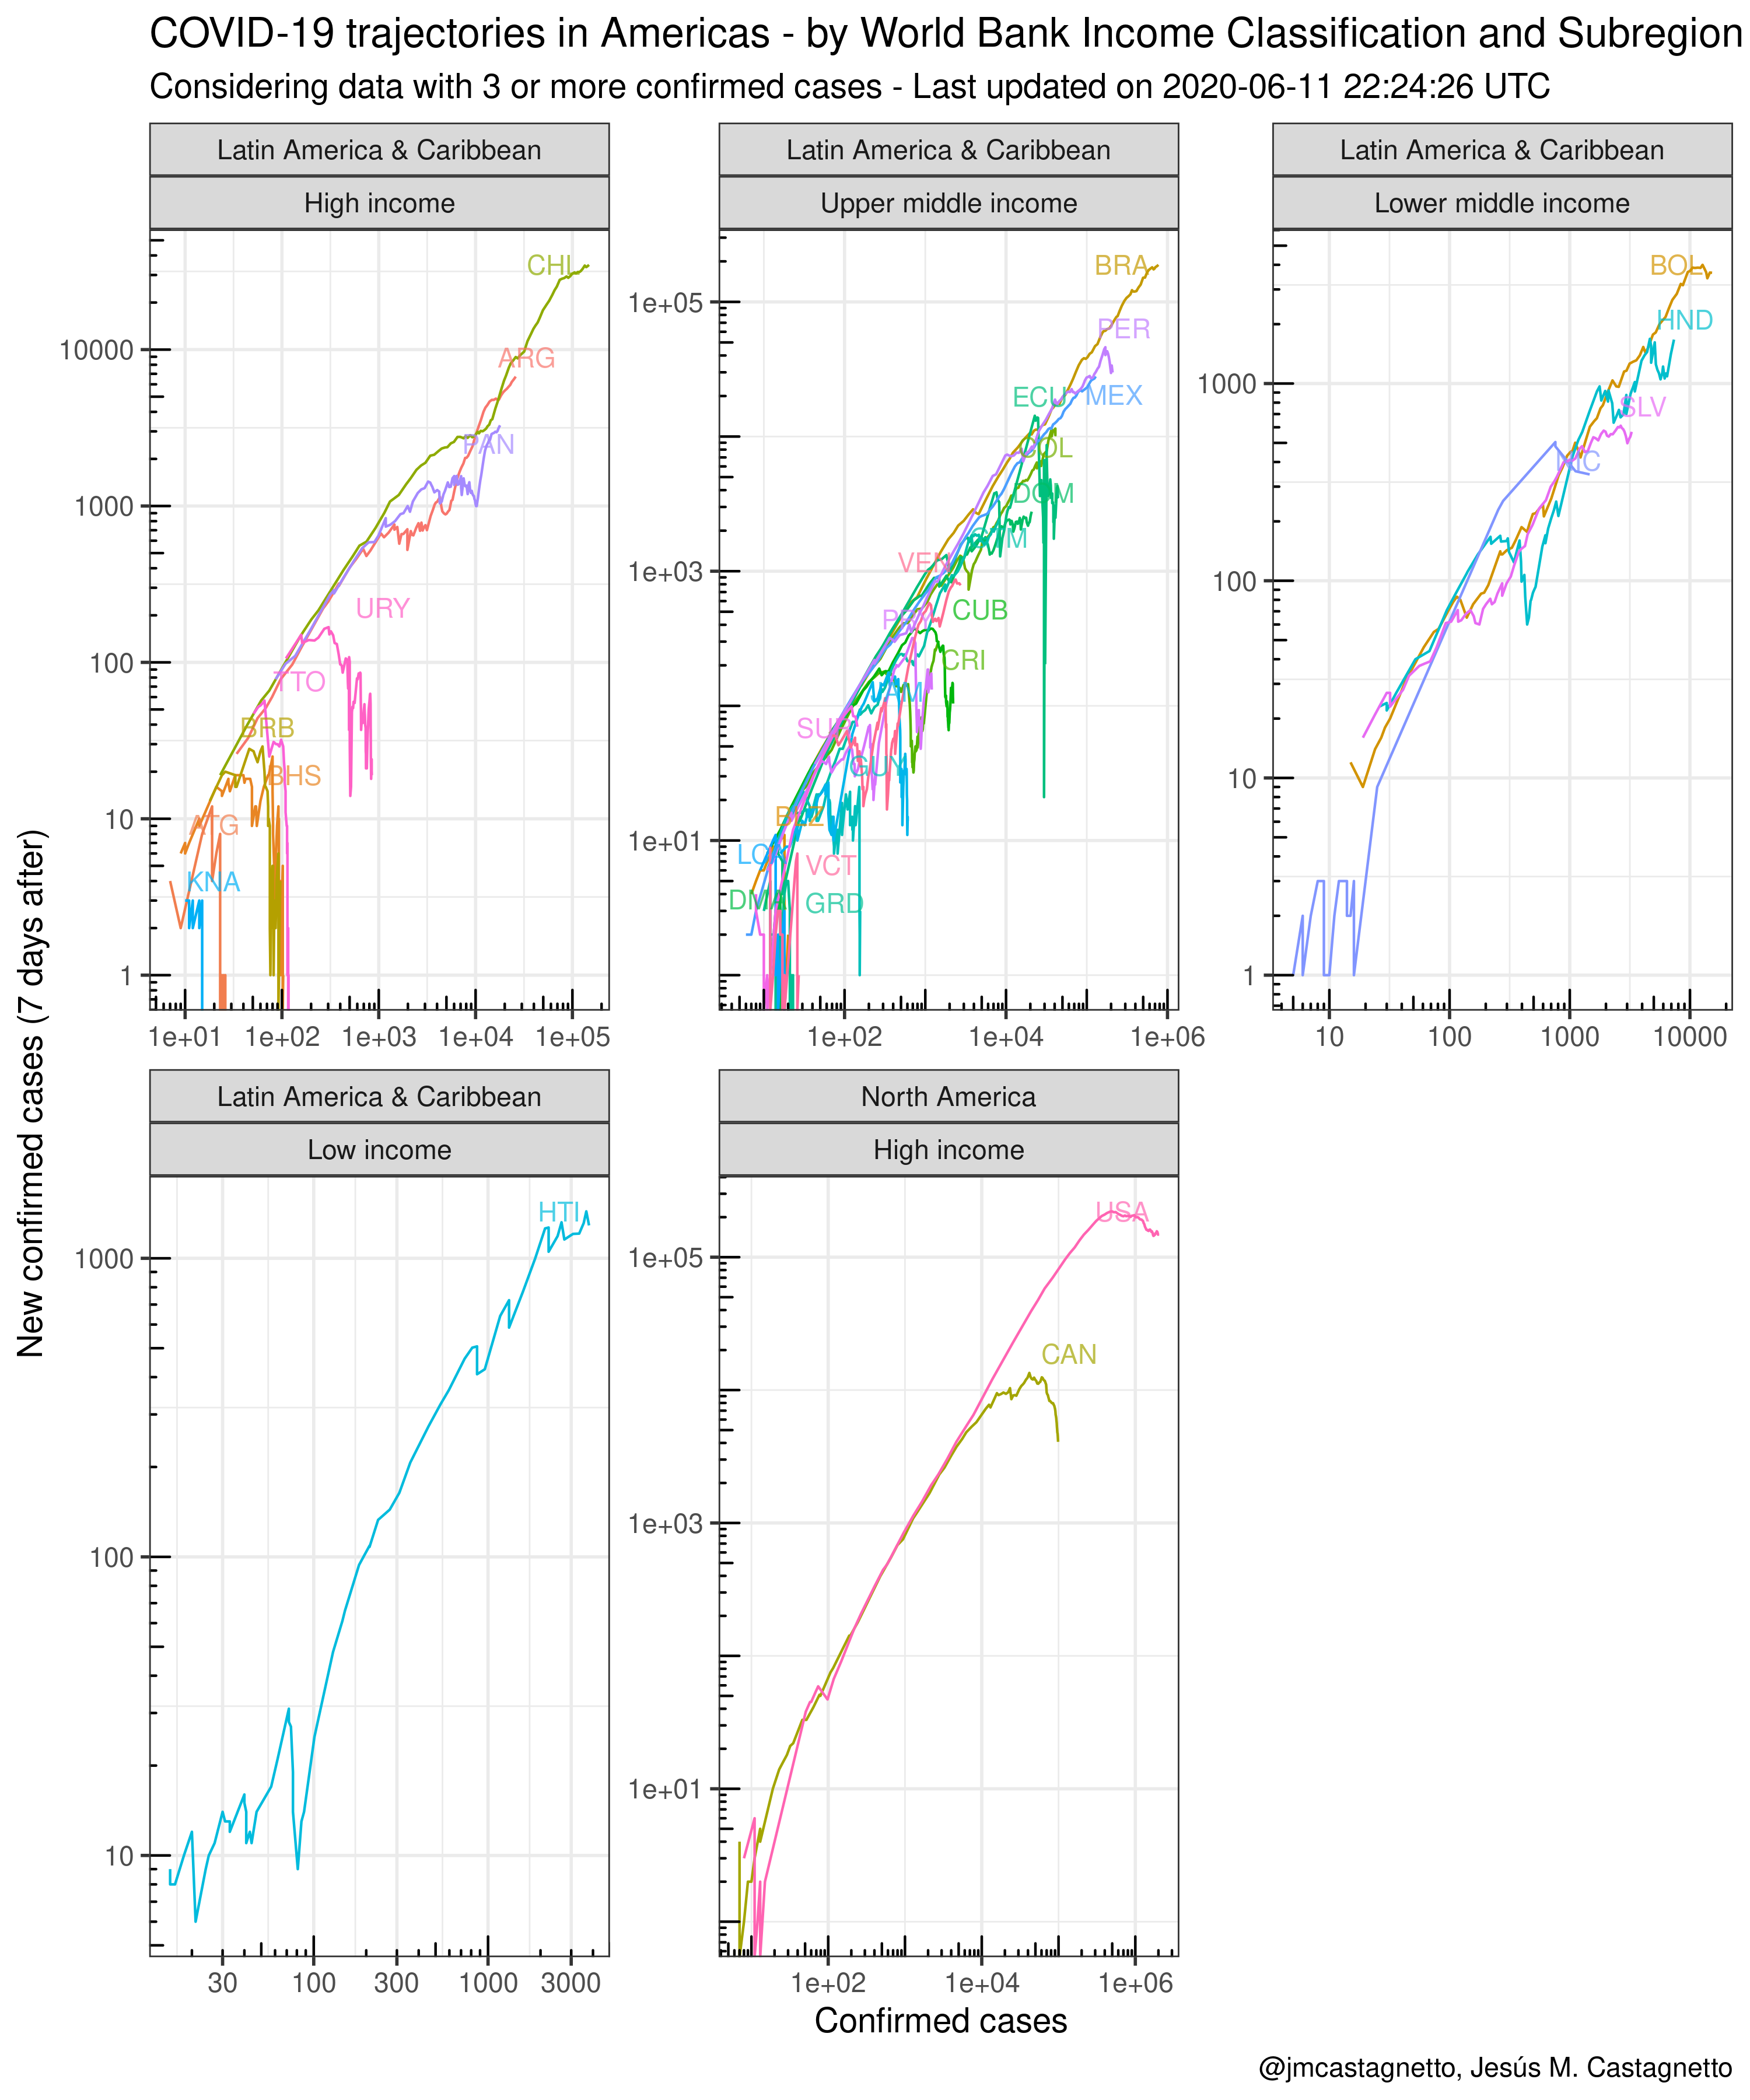 COVID-19 trajectories in Americas - by World Bank Income Classification and Subregion
Considering data with 3 or more confirmed cases - Last updated on 2020-06-11 22:24:26 UTC
Latin America & Caribbean
High income
CHL
ARG
PAN
URY
TTO
BRB
BHS
ATG
KNA
10000
1000
100
10
1
1e+01 1e+02 1e+03 1e+04 1e+05
Latin America & Caribbean
Upper middle income
BRA
PER
MEX
ECU
COL
DOM
GTM
VEN
CUB
CRI
SUR
GUY
BLZ
LCA
VCT
DMA
GRD
1e+05
1e+03
1e+01
1e+02 1e+04 1e+06
Latin America & Caribbean
Lower middle income
BOL
HND
SLV
NIC
1000
100
10
1
10 100 1000 10000
New confirmed cases (7 days after)
Latin America & Caribbean
Low income
HTI
1000
100
10
30 100 300 1000 3000
North America
High income
USA
CAN
1e+05
1e+03
1e+01
1e+02 1e+04 1e+06
Confirmed cases
@jmcastagnetto, Jesús M. Castagnetto